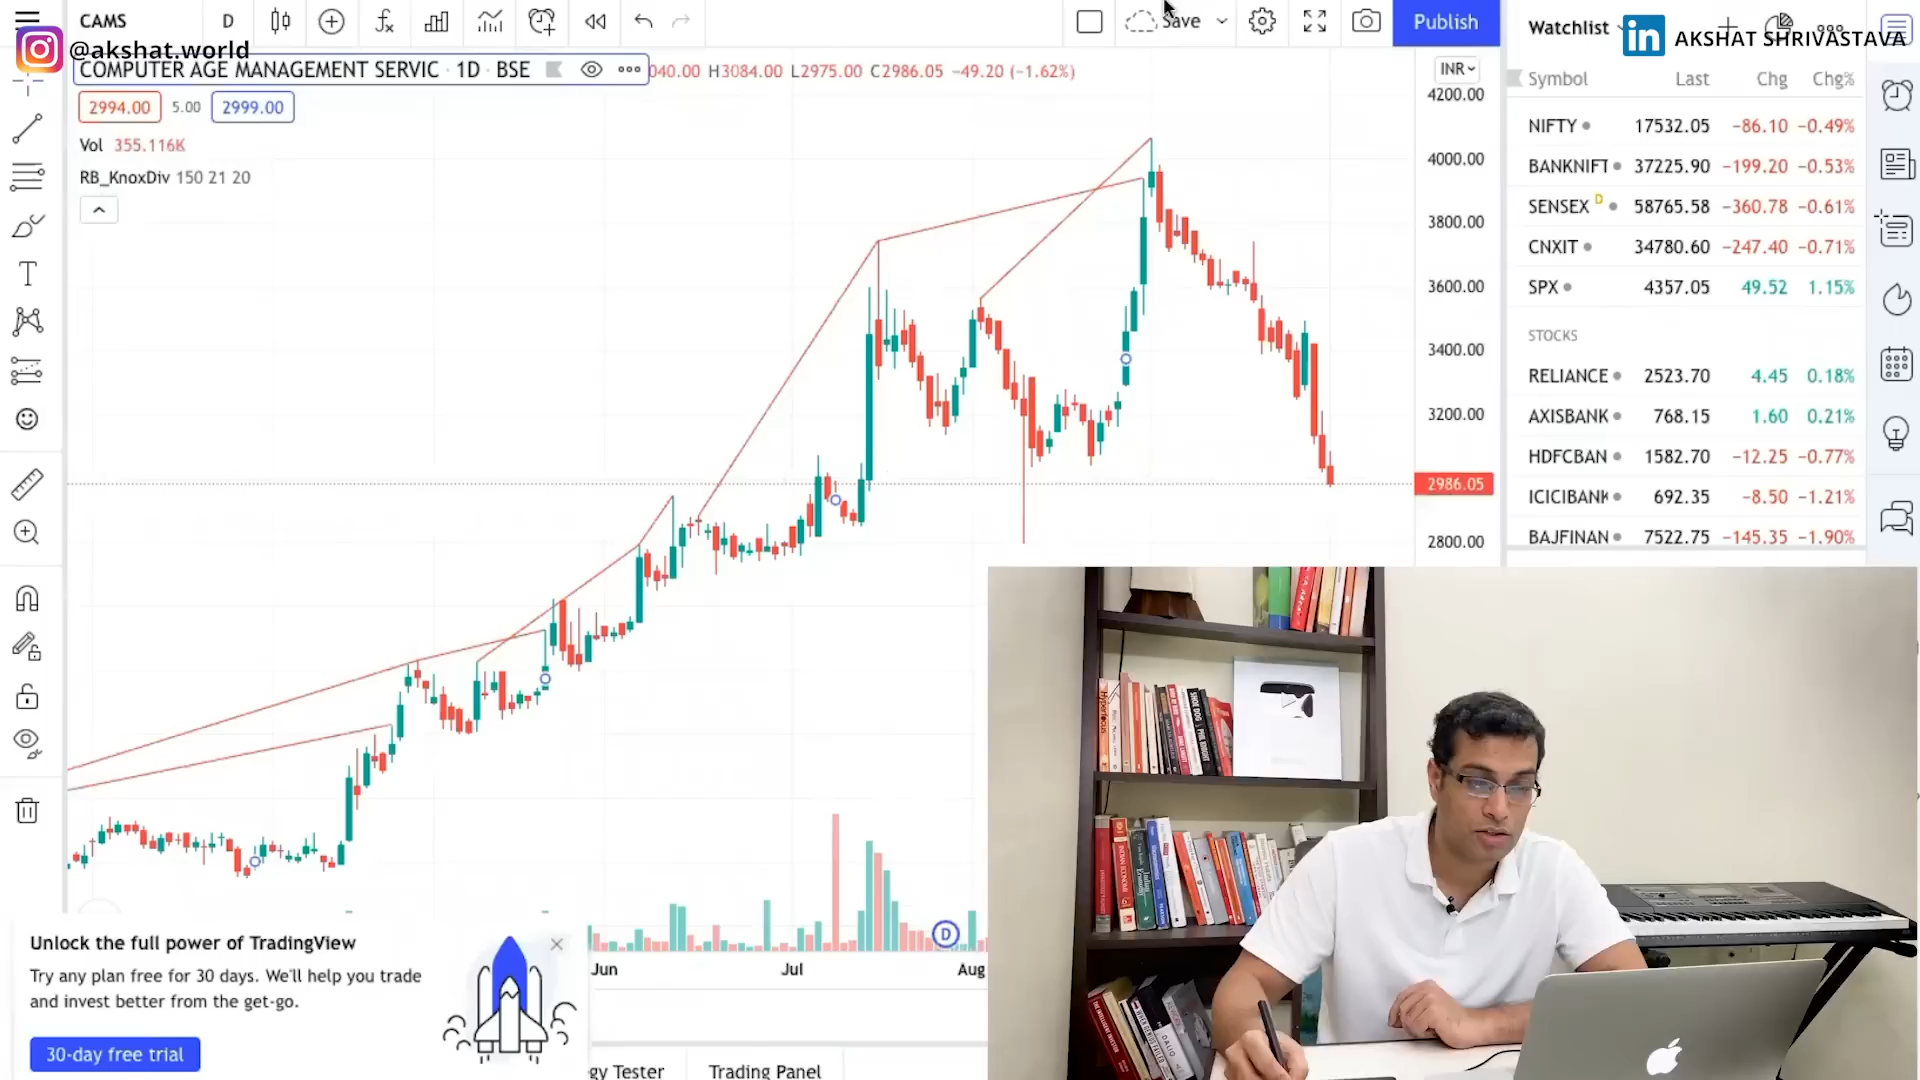 CAMS
D
Save
Publish
@akshat.world
COMPUTER AGE MANAGEMENT SERVIC · 1D · BSE
040.00 H3084.00 L2975.00 C2986.05 −49.20 (−1.62%)
INR
2994.00 5.00 2999.00
Vol 355.116K
RB_KnoxDiv 150 21 20
4200.00
4000.00
3800.00
3600.00
3400.00
3200.00
2986.05
2800.00
Watchlist
in AKSHAT SHRIVASTAVA
Symbol Last Chg Chg%
NIFTY 17532.05 −86.10 −0.49%
BANKNIFT 37225.90 −199.20 −0.53%
SENSEX D 58765.58 −360.78 −0.61%
CNXIT 34780.60 −247.40 −0.71%
SPX 4357.05 49.52 1.15%
STOCKS
RELIANCE 2523.70 4.45 0.18%
AXISBANK 768.15 1.60 0.21%
HDFCBAN 1582.70 −12.25 −0.77%
ICICIBANK 692.35 −8.50 −1.21%
BAJFINAN 7522.75 −145.35 −1.90%
D
Jun Jul Aug
Unlock the full power of TradingView
Try any plan free for 30 days. We'll help you trade
and invest better from the get-go.
30-day free trial
gy Tester Trading Panel
SHOE DOG
PHIL KNIGHT
DALIO